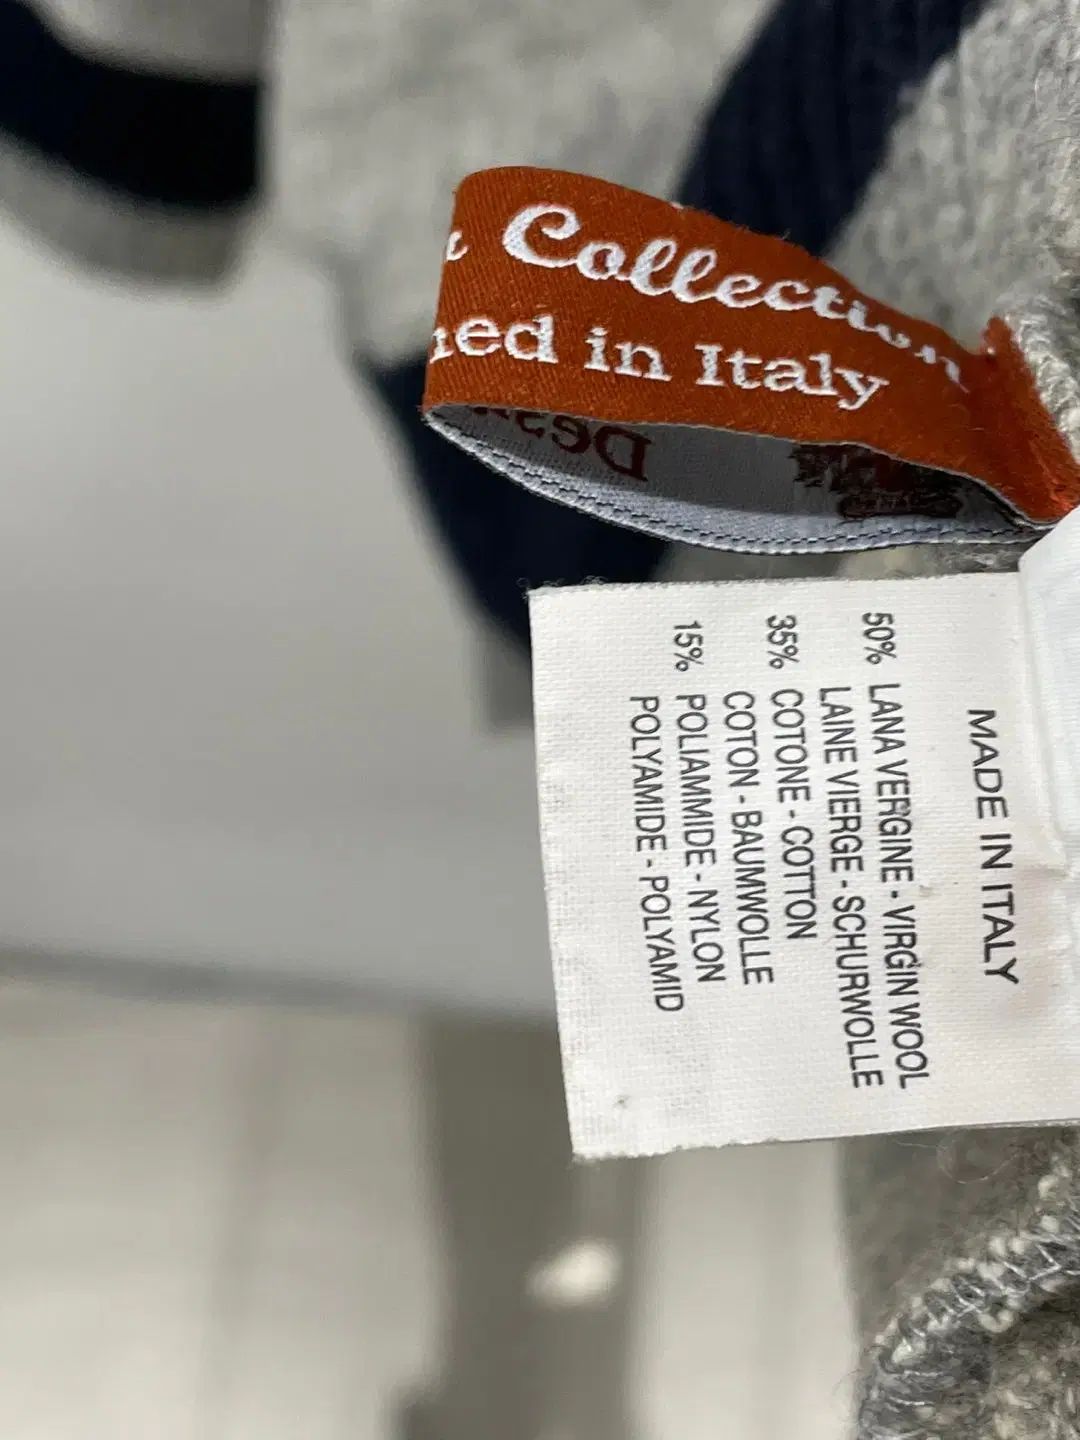 Collection
ned in Italy
MADE IN ITALY
50% LANA VERGINE - VIRGIN WOOL
LAINE VIERGE - SCHURWOLLE
35% COTONE - COTTON
COTON - BAUMWOLLE
15% POLIAMMIDE - NYLON
POLYAMIDE - POLYAMID